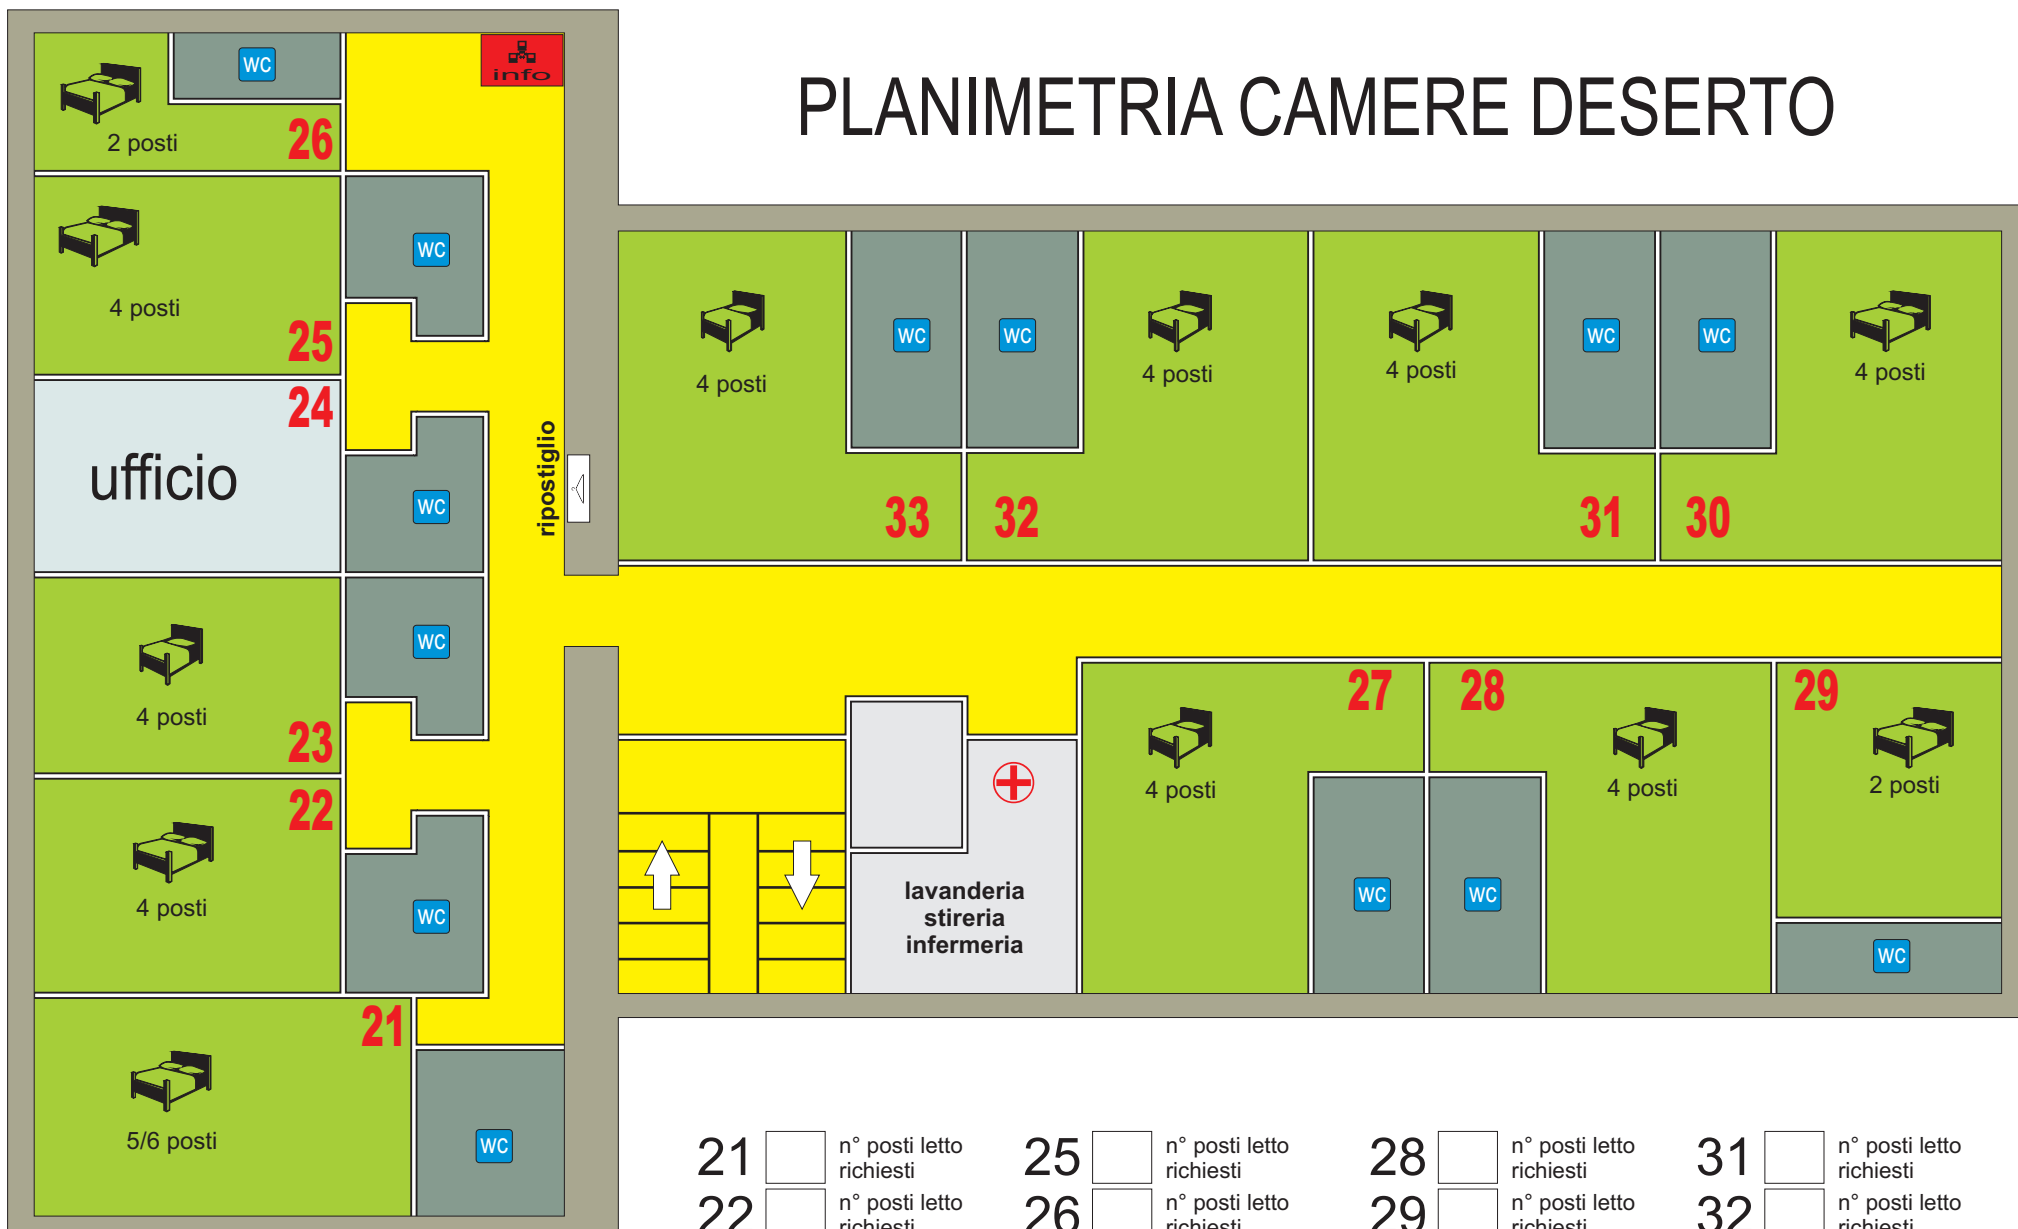 PLANIMETRIA CAMERE DESERTO
WC
info
2 posti
26
WC
4 posti
25
24
ufficio
WC
ripostiglio
WC
4 posti
23
22
4 posti
WC
21
5/6 posti
WC
4 posti
WC
WC
4 posti
4 posti
WC
WC
4 posti
33
32
31
30
27
28
29
4 posti
4 posti
2 posti
WC
WC
WC
lavanderia
stireria
infermeria
21 n° posti letto
richiesti
25 n° posti letto
richiesti
28 n° posti letto
richiesti
31 n° posti letto
richiesti
22 n° posti letto
richiesti
26 n° posti letto
richiesti
29 n° posti letto
richiesti
32 n° posti letto
richiesti